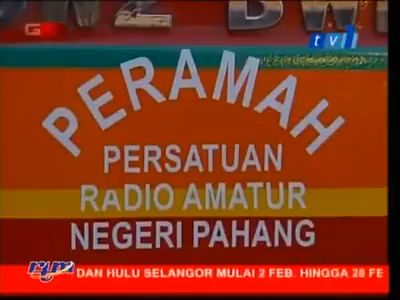 G
tv1
PERAMAH
PERSATUAN
RADIO AMATUR
NEGERI PAHANG
DAN HULU SELANGOR MULAI 2 FEB. HINGGA 28 FE